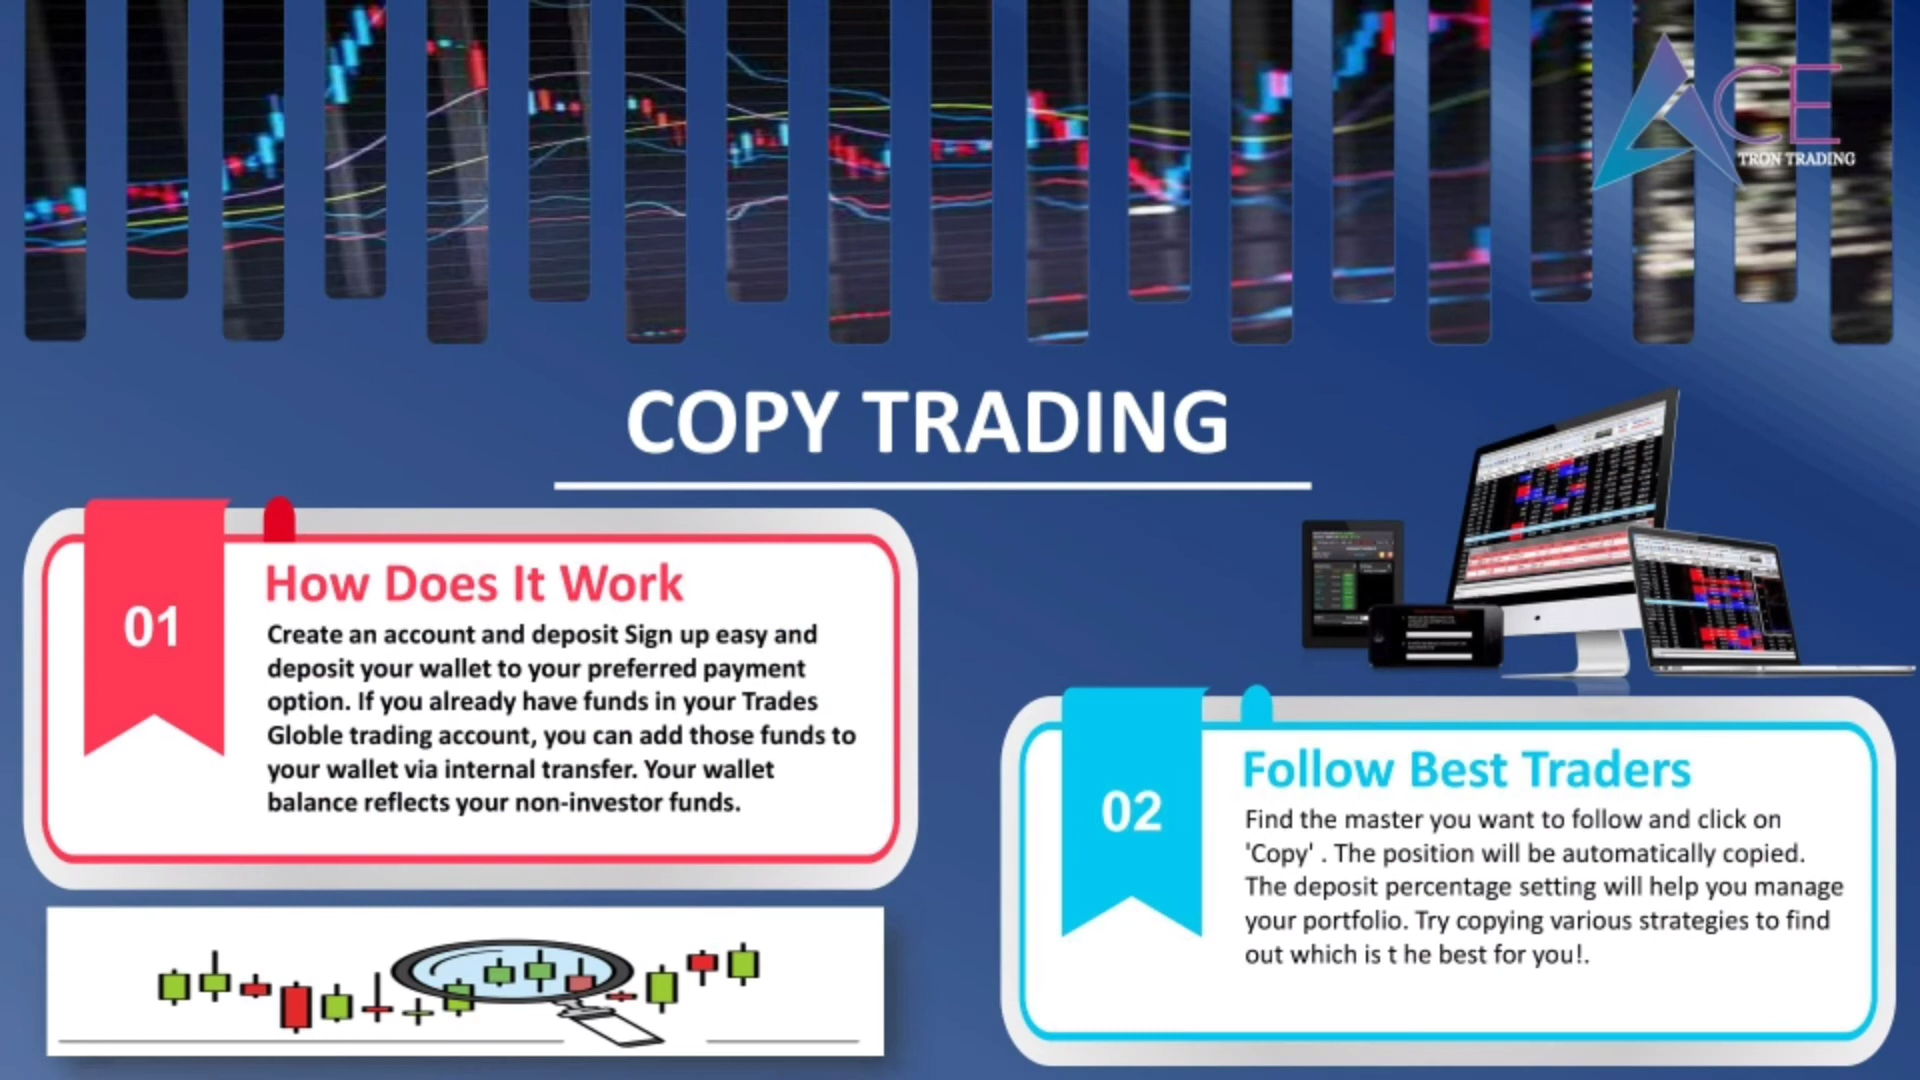 ACE
TRON TRADING
COPY TRADING
01
How Does It Work
Create an account and deposit Sign up easy and
deposit your wallet to your preferred payment
option. If you already have funds in your Trades
Globle trading account, you can add those funds to
your wallet via internal transfer. Your wallet
balance reflects your non-investor funds.
02
Follow Best Traders
Find the master you want to follow and click on
'Copy' . The position will be automatically copied.
The deposit percentage setting will help you manage
your portfolio. Try copying various strategies to find
out which is t he best for you!.